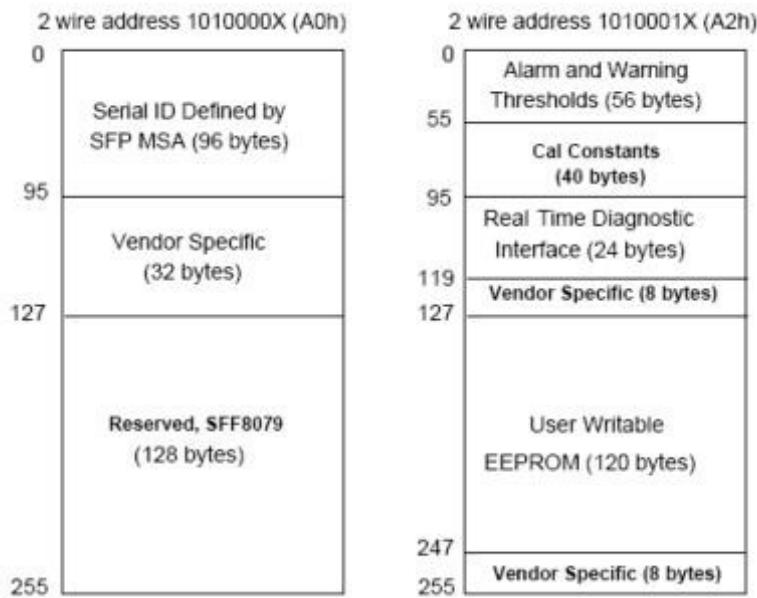 2 wire address 1010000X (A0h)
0
Serial ID Defined by
SFP MSA (96 bytes)
95
Vendor Specific
(32 bytes)
127
Reserved, SFF8079
(128 bytes)
255
2 wire address 1010001X (A2h)
0
Alarm and Warning
Thresholds (56 bytes)
55
Cal Constants
(40 bytes)
95
Real Time Diagnostic
Interface (24 bytes)
119
Vendor Specific (8 bytes)
127
User Writable
EEPROM (120 bytes)
247
Vendor Specific (8 bytes)
255